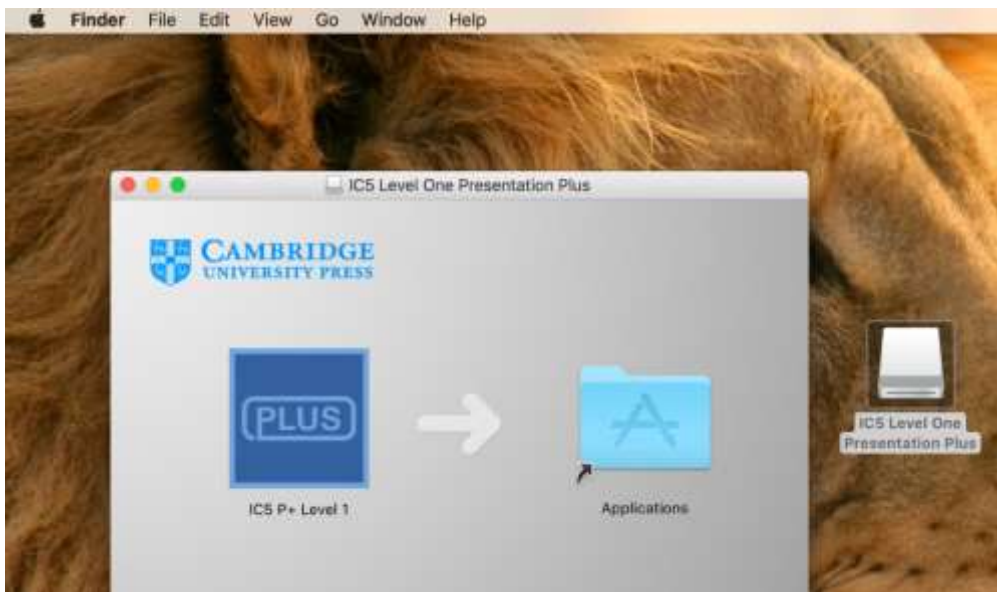 Finder File Edit View Go Window Help
IC5 Level One Presentation Plus
CAMBRIDGE
UNIVERSITY PRESS
PLUS
IC5 P+ Level 1
Applications
IC5 Level One
Presentation Plus